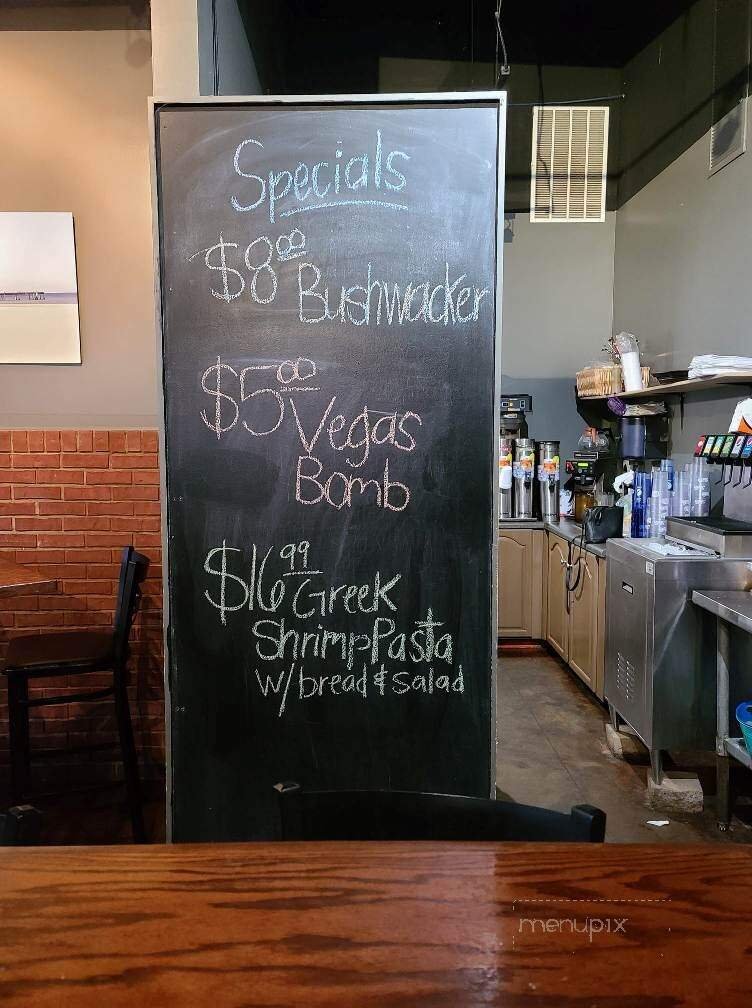 Specials
$8.00 Bushwacker
$5.00 Vegas
Bomb
$16.99 Greek
Shrimp Pasta
w/ bread & salad
menupix